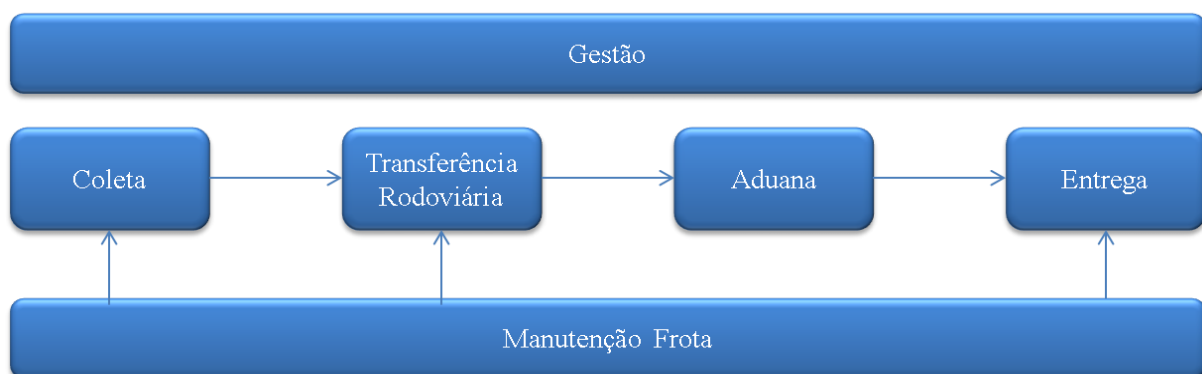 Gestão
Coleta
Transferência
Rodoviária
Aduana
Entrega
Manutenção Frota